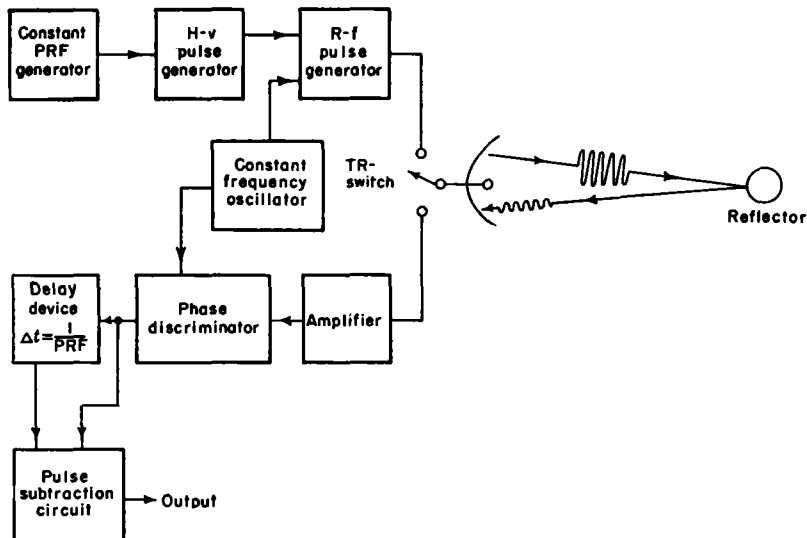 Constant
PRF
generator
H-v
pulse
generator
R-f
pulse
generator
Constant
frequency
oscillator
TR-
switch
Reflector
Delay
device
Δt=1/PRF
Phase
discriminator
Amplifier
Pulse
subtraction
circuit
Output